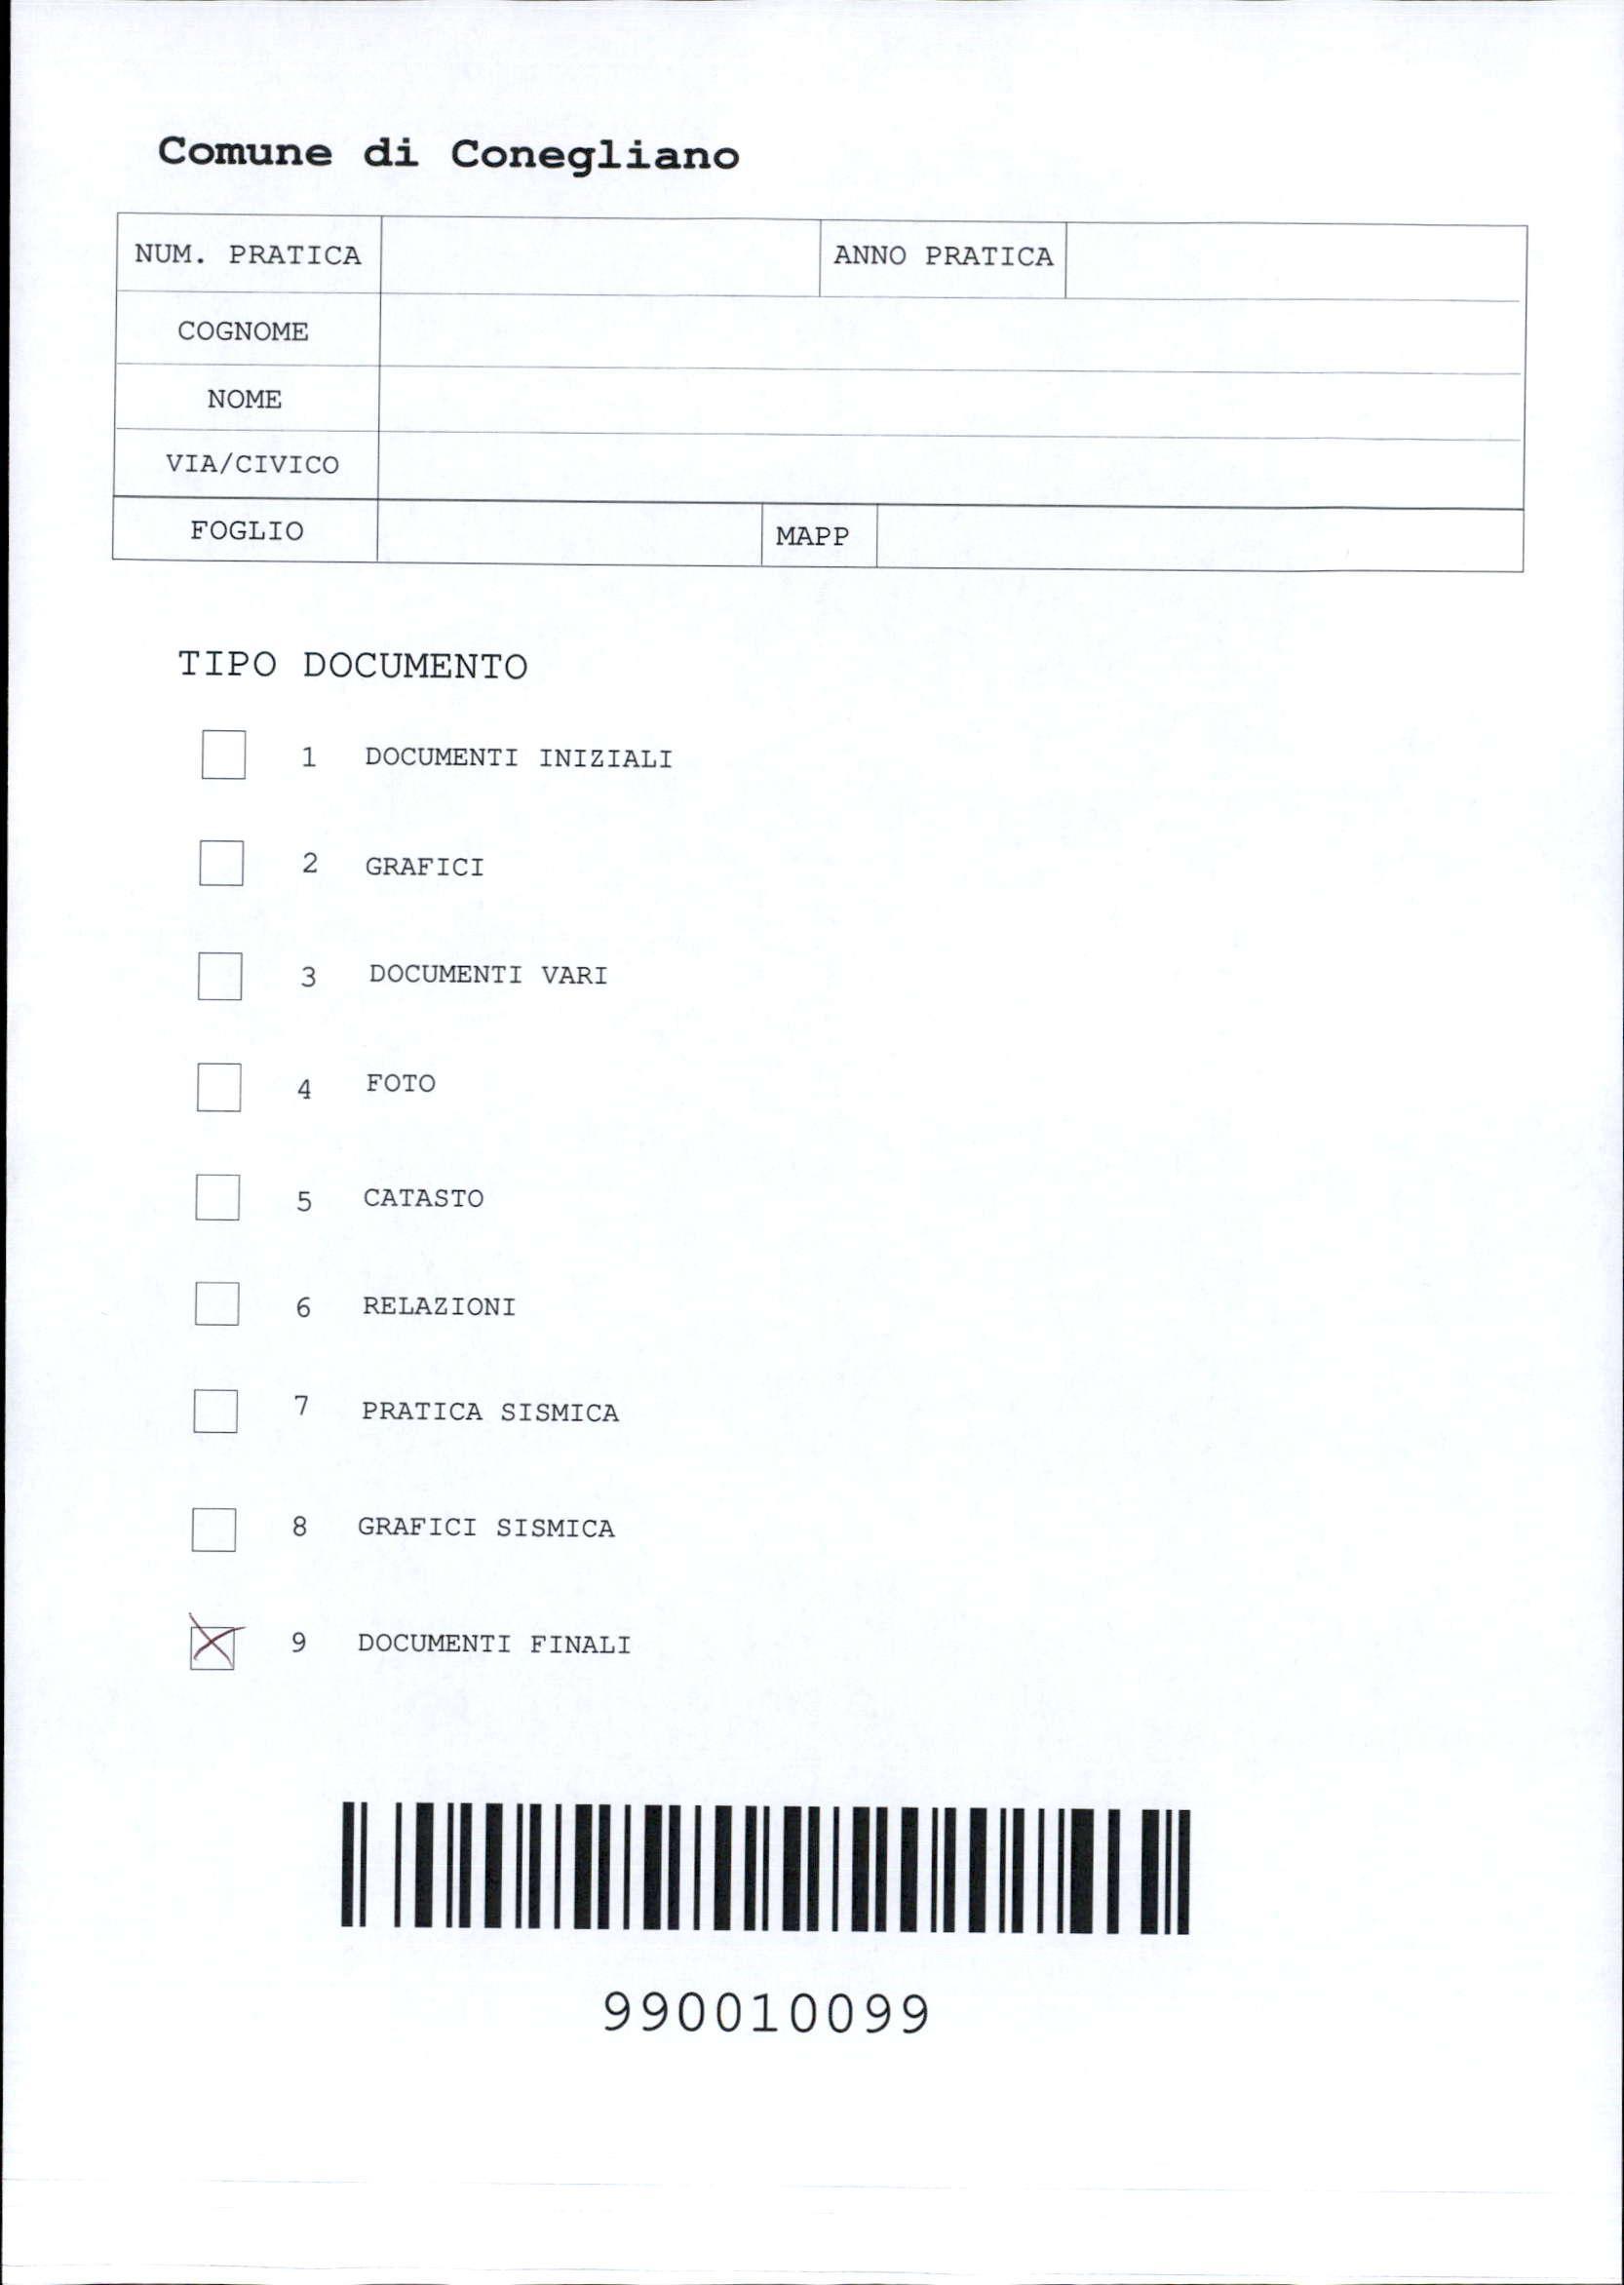 Comune di Conegliano
NUM. PRATICA ANNO PRATICA
COGNOME
NOME
VIA/CIVICO
FOGLIO MAPP
TIPO DOCUMENTO
1 DOCUMENTI INIZIALI
2 GRAFICI
3 DOCUMENTI VARI
4 FOTO
5 CATASTO
6 RELAZIONI
7 PRATICA SISMICA
8 GRAFICI SISMICA
9 DOCUMENTI FINALI
990010099